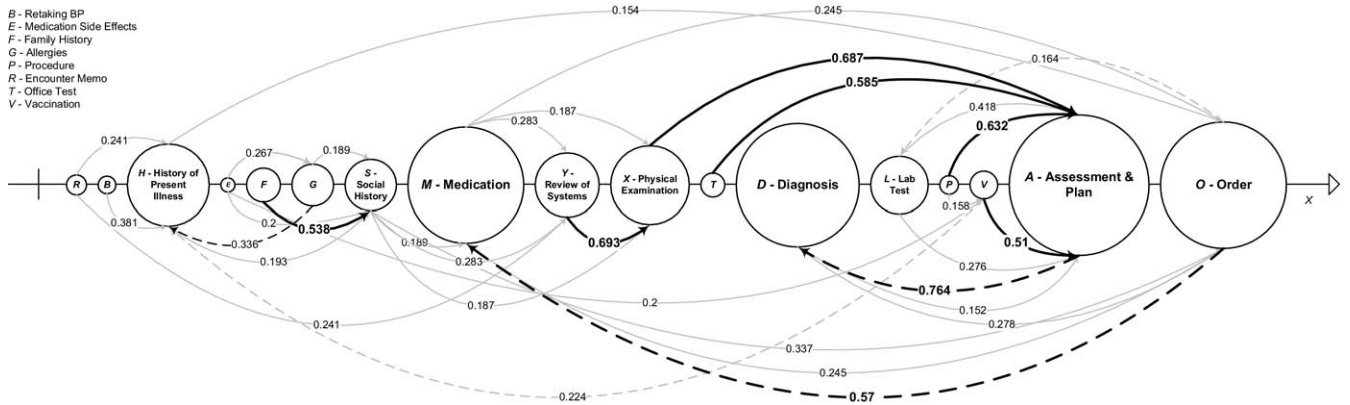 B - Retaking BP
E - Medication Side Effects
F - Family History
G - Allergies
P - Procedure
R - Encounter Memo
T - Office Test
V - Vaccination
0.154
0.245
0.687
0.585
0.164
0.241
0.267
0.189
0.283
0.187
0.418
0.632
R
B
H - History of
Present
Illness
E
F
G
S -
Social
History
M - Medication
Y -
Review of
Systems
X - Physical
Examination
T
D - Diagnosis
L - Lab
Test
P
V
A - Assessment &
Plan
O - Order
X
0.381
0.336
0.2
0.538
0.193
0.189
0.283
0.187
0.693
0.158
0.51
0.276
0.764
0.152
0.278
0.2
0.241
0.337
0.245
0.224
0.57